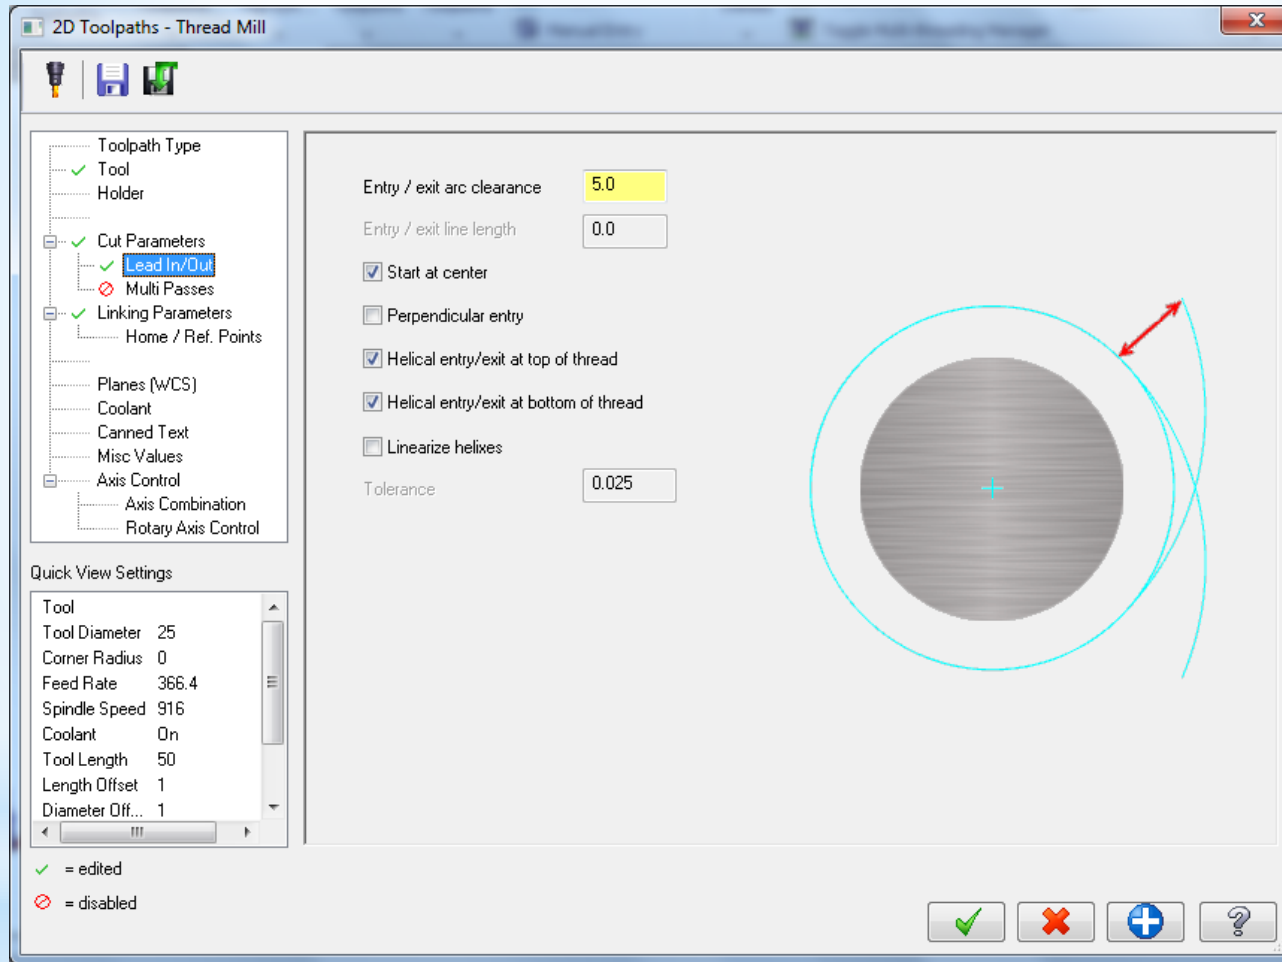 2D Toolpaths - Thread Mill
Toolpath Type
Tool
Holder
Cut Parameters
Lead In/Out
Multi Passes
Linking Parameters
Home / Ref. Points
Planes (WCS)
Coolant
Canned Text
Misc Values
Axis Control
Axis Combination
Rotary Axis Control
Entry / exit arc clearance 5.0
Entry / exit line length 0.0
Start at center
Perpendicular entry
Helical entry/exit at top of thread
Helical entry/exit at bottom of thread
Linearize helixes
Tolerance 0.025
Quick View Settings
Tool
Tool Diameter 25
Corner Radius 0
Feed Rate 366.4
Spindle Speed 916
Coolant On
Tool Length 50
Length Offset 1
Diameter Off... 1
= edited
= disabled